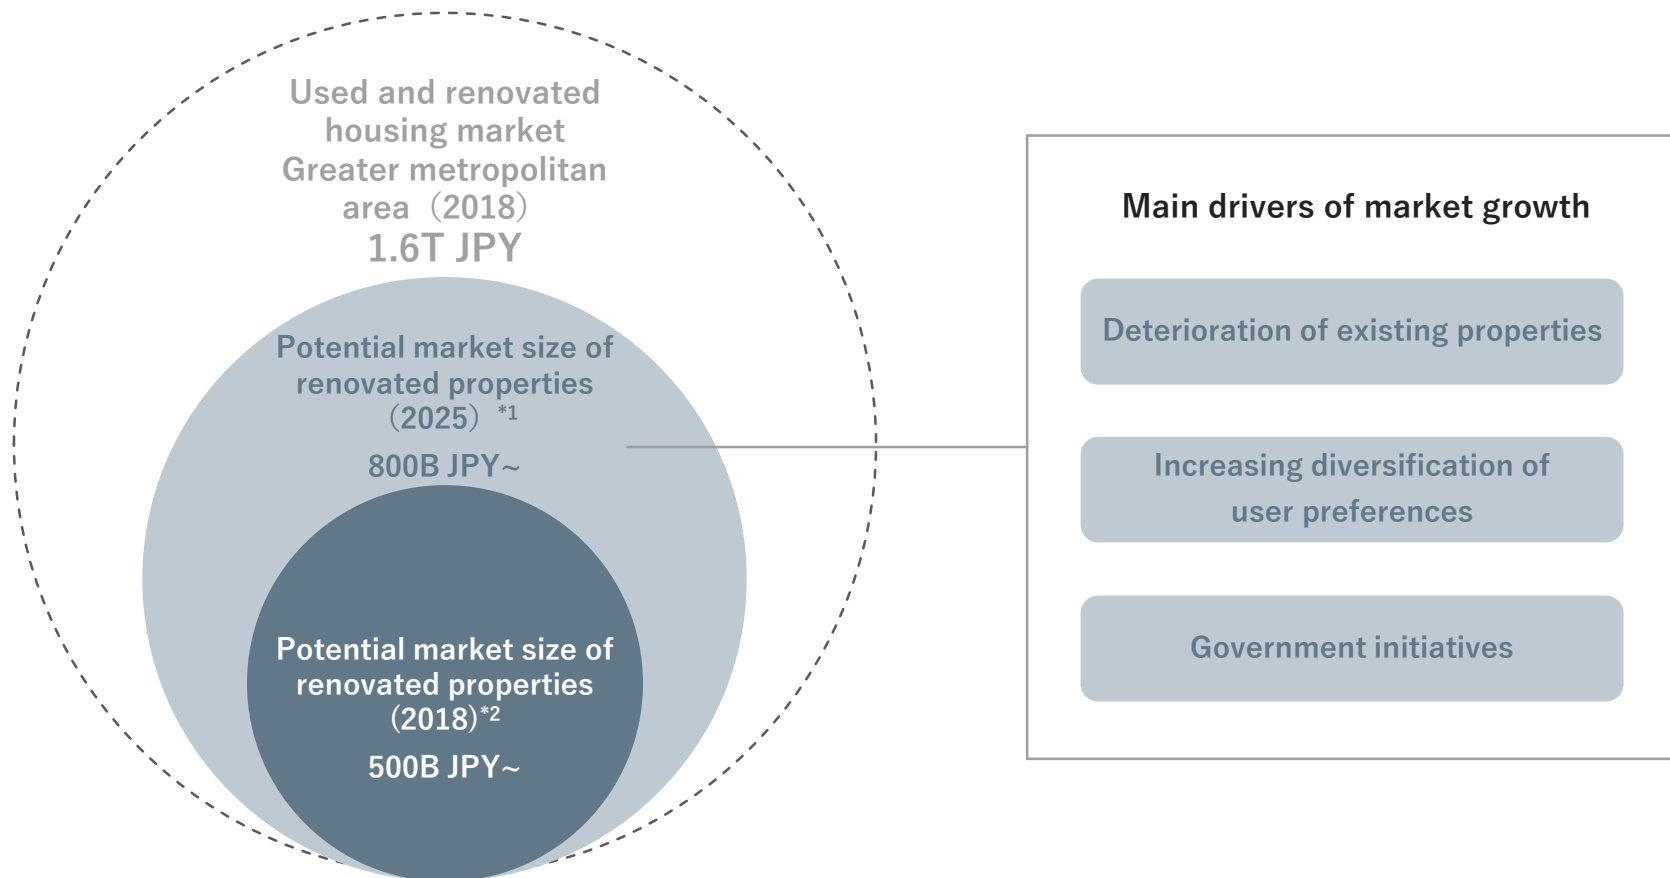 Used and renovated
housing market
Greater metropolitan
area（2018）
1.6T JPY
Potential market size of
renovated properties
（2025）*1
800B JPY~
Potential market size of
renovated properties
(2018)*2
500B JPY~
Main drivers of market growth
Deterioration of existing properties
Increasing diversification of
user preferences
Government initiatives